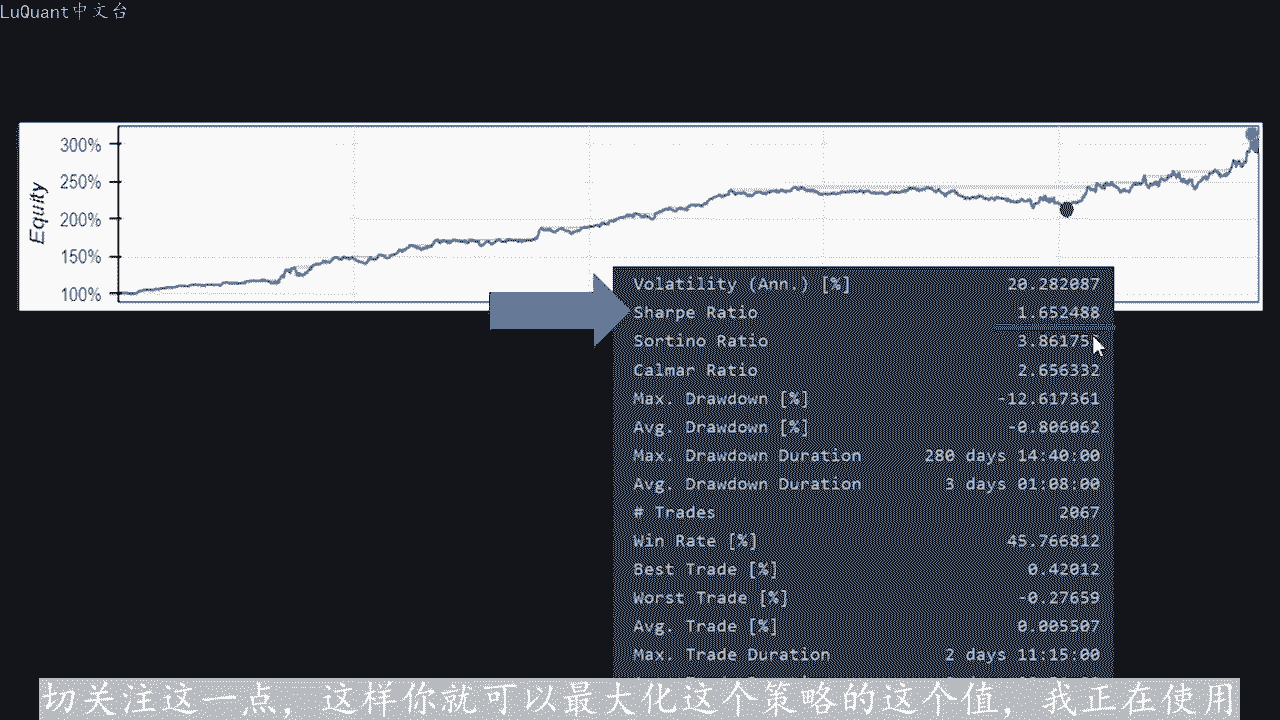 LuQuant中文台
300%
250%
200%
150%
100%
Equity
Volatility (Ann.) [%] 20.28208
Sharpe Ratio 1.652488
Sortino Ratio 3.86175
Calmar Ratio 2.656332
Max. Drawdown [%] -12.617361
Avg. Drawdown [%] -0.806062
Max. Drawdown Duration 280 days 14:40:00
Avg. Drawdown Duration 3 days 01:08:00
# Trades 2067
Win Rate [%] 45.766812
Best Trade [%] 0.42012
Worst Trade [%] -0.27659
Avg. Trade [%] 0.005507
Max. Trade Duration 2 days 11:15:00
切关注这一点，这样你就可以最大化这个策略的这个值，我正在使用